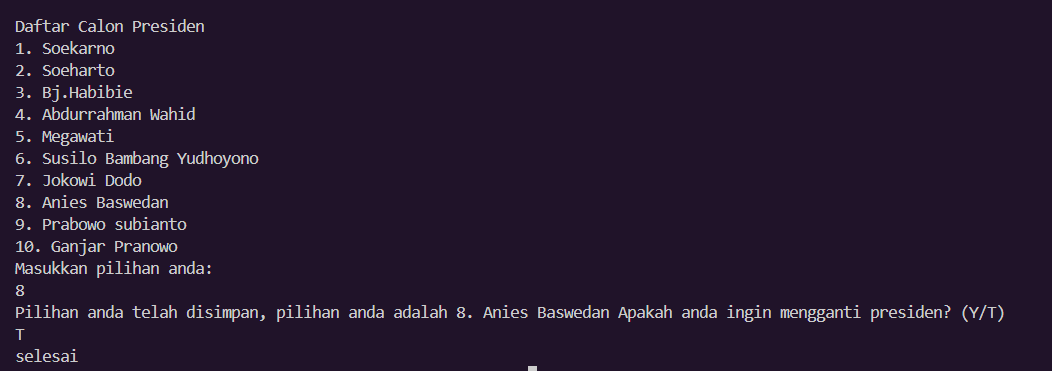 Daftar Calon Presiden
1. Soekarno
2. Soeharto
3. Bj.Habibie
4. Abdurrahman Wahid
5. Megawati
6. Susilo Bambang Yudhoyono
7. Jokowi Dodo
8. Anies Baswedan
9. Prabowo subianto
10. Ganjar Pranowo
Masukkan pilihan anda:
8
Pilihan anda telah disimpan, pilihan anda adalah 8. Anies Baswedan Apakah anda ingin mengganti presiden? (Y/T)
T
selesai